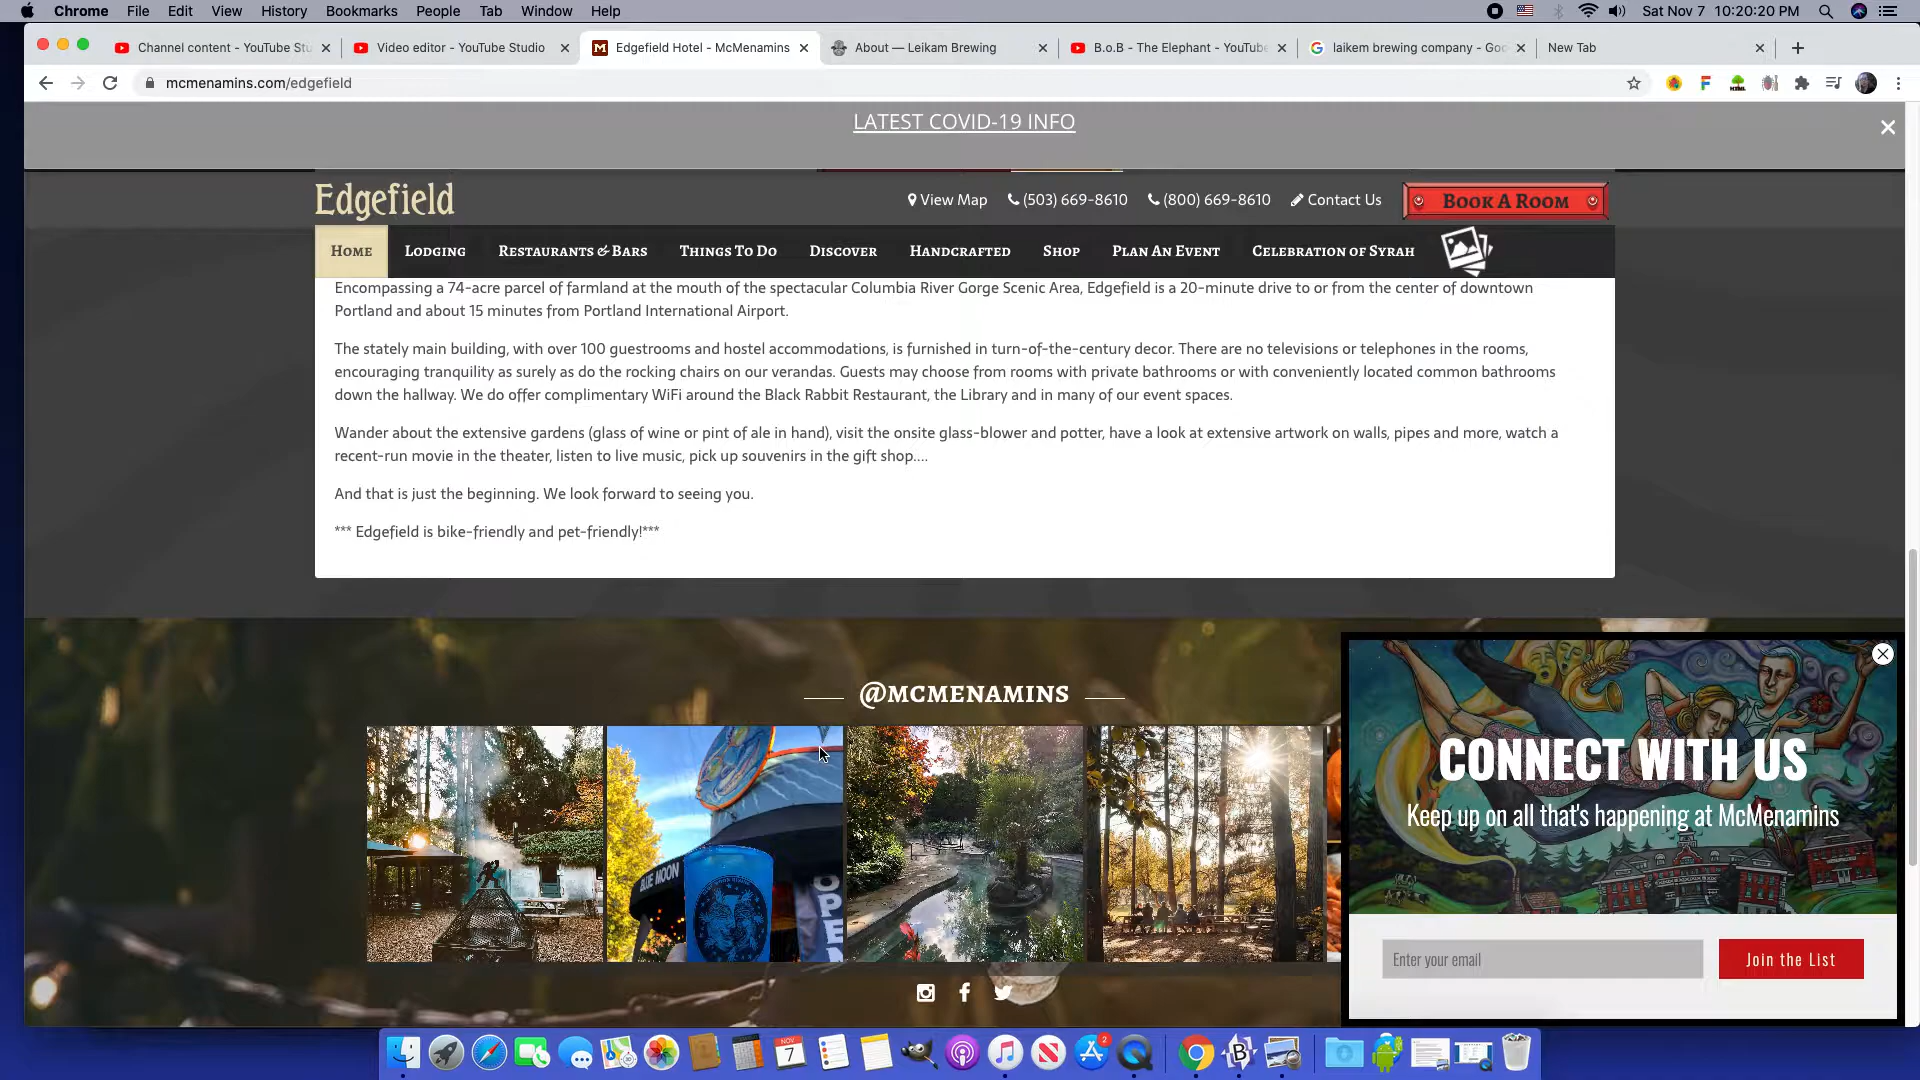 Chrome File Edit View History Bookmarks People Tab Window Help Sat Nov 7 10:20:20 PM
Channel content - YouTube Stu Video editor - YouTube Studio Edgefield Hotel - McMenamins About — Leikam Brewing B.o.B - The Elephant - YouTube laikem brewing company - Goo New Tab
mcmenamins.com/edgefield
LATEST COVID-19 INFO
Edgefield View Map (503) 669-8610 (800) 669-8610 Contact Us BOOK A ROOM
HOME LODGING RESTAURANTS & BARS THINGS TO DO DISCOVER HANDCRAFTED SHOP PLAN AN EVENT CELEBRATION OF SYRAH
Encompassing a 74-acre parcel of farmland at the mouth of the spectacular Columbia River Gorge Scenic Area, Edgefield is a 20-minute drive to or from the center of downtown
Portland and about 15 minutes from Portland International Airport.
The stately main building, with over 100 guestrooms and hostel accommodations, is furnished in turn-of-the-century decor. There are no televisions or telephones in the rooms,
encouraging tranquility as surely as do the rocking chairs on our verandas. Guests may choose from rooms with private bathrooms or with conveniently located common bathrooms
down the hallway. We do offer complimentary WiFi around the Black Rabbit Restaurant, the Library and in many of our event spaces.
Wander about the extensive gardens (glass of wine or pint of ale in hand), visit the onsite glass-blower and potter, have a look at extensive artwork on walls, pipes and more, watch a
recent-run movie in the theater, listen to live music, pick up souvenirs in the gift shop....
And that is just the beginning. We look forward to seeing you.
*** Edgefield is bike-friendly and pet-friendly!***
@MCMENAMINS
BLUE MOON
OPE
CONNECT WITH US
Keep up on all that's happening at McMenamins
Enter your email Join the List
NOV
7
2